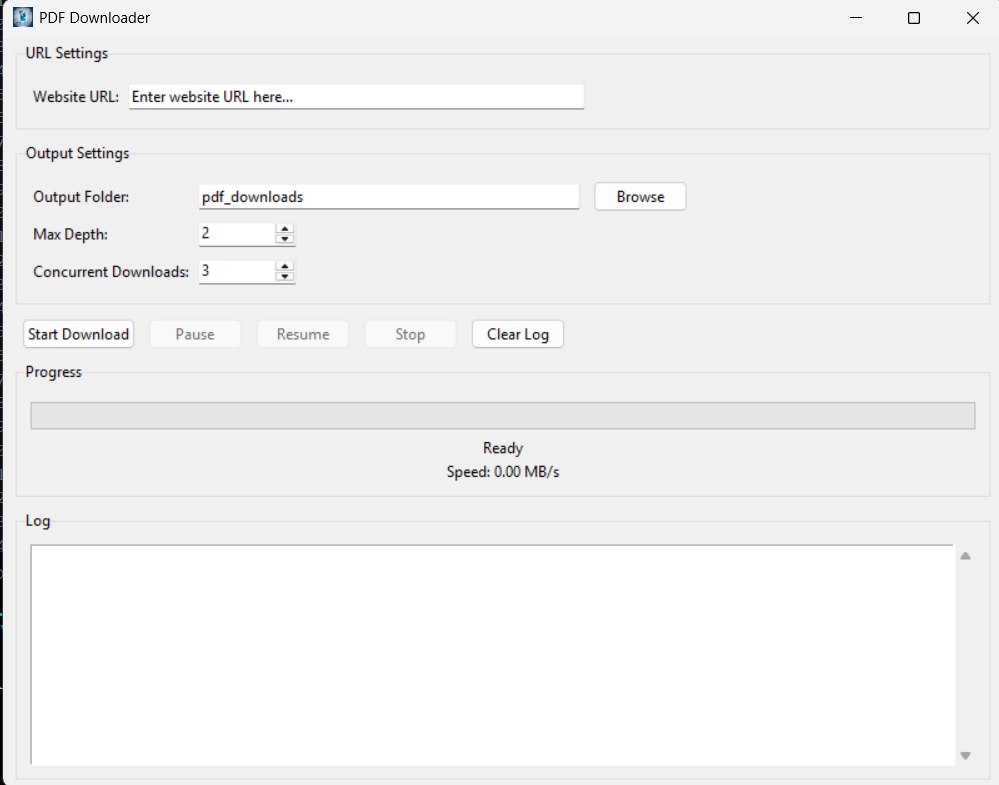 PDF Downloader
URL Settings
Website URL: Enter website URL here...
Output Settings
Output Folder: pdf_downloads Browse
Max Depth: 2
Concurrent Downloads: 3
Start Download Pause Resume Stop Clear Log
Progress
Ready
Speed: 0.00 MB/s
Log